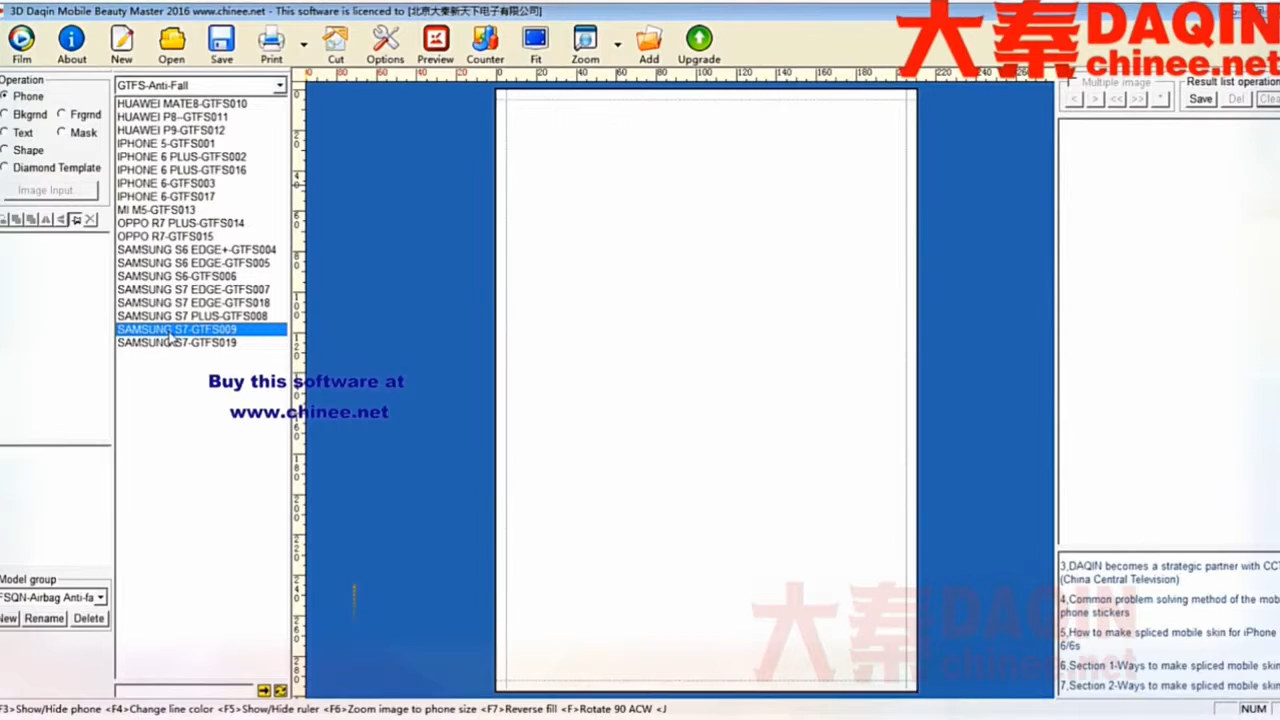 3D Daqin Mobile Beauty Master 2016 www.chinee.net - This software is licenced to [北京大秦新天下电子有限公司]
Film About New Open Save Print Cut Options Preview Counter Fit Zoom Add Upgrade
大秦 DAQIN
chinee.net
Operation
Phone
Bkgrnd Frgrnd
Text Mask
Shape
Diamond Template
Image Input...
GTFS-Anti-Fall
HUAWEI MATE8-GTFS010
HUAWEI P8--GTFS011
HUAWEI P9-GTFS012
IPHONE 5-GTFS001
IPHONE 6 PLUS-GTFS002
IPHONE 6 PLUS-GTFS016
IPHONE 6-GTFS003
IPHONE 6-GTFS017
MI M5-GTFS013
OPPO R7 PLUS-GTFS014
OPPO R7-GTFS015
SAMSUNG S6 EDGE+-GTFS004
SAMSUNG S6 EDGE-GTFS005
SAMSUNG S6-GTFS006
SAMSUNG S7 EDGE-GTFS007
SAMSUNG S7 EDGE-GTFS018
SAMSUNG S7 PLUS-GTFS008
SAMSUNG S7-GTFS009
SAMSUNG S7-GTFS019
Buy this software at
www.chinee.net
Multiple image
< > << >> *
Result list operation
Save Del Clea
Model group
FSQN-Airbag Anti-fa
New Rename Delete
3,DAQIN becomes a strategic partner with CCT
(China Central Television)
4,Common problem solving method of the mob
phone stickers
5,How to make spliced mobile skin for iPhone
6/6s
6,Section 1-Ways to make spliced mobile skin
7,Section 2-Ways to make spliced mobile skin
大秦 DAQIN
chinee.net
F3>Show/Hide phone <F4>Change line color <F5>Show/Hide ruler <F6>Zoom image to phone size <F7>Reverse fill <F>Rotate 90 ACW <J
NUM